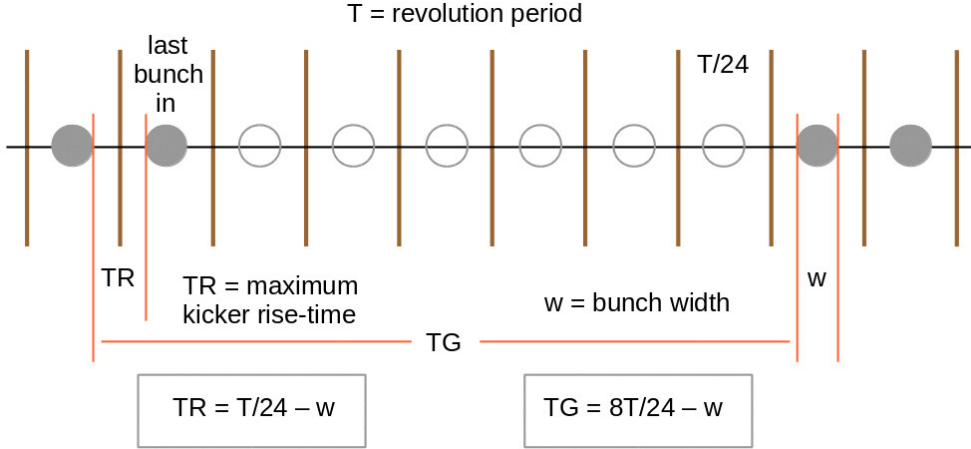 T = revolution period
last
bunch
in
T/24
TR
TR = maximum
kicker rise-time
w = bunch width
w
TG
TR = T/24 – w
TG = 8T/24 – w